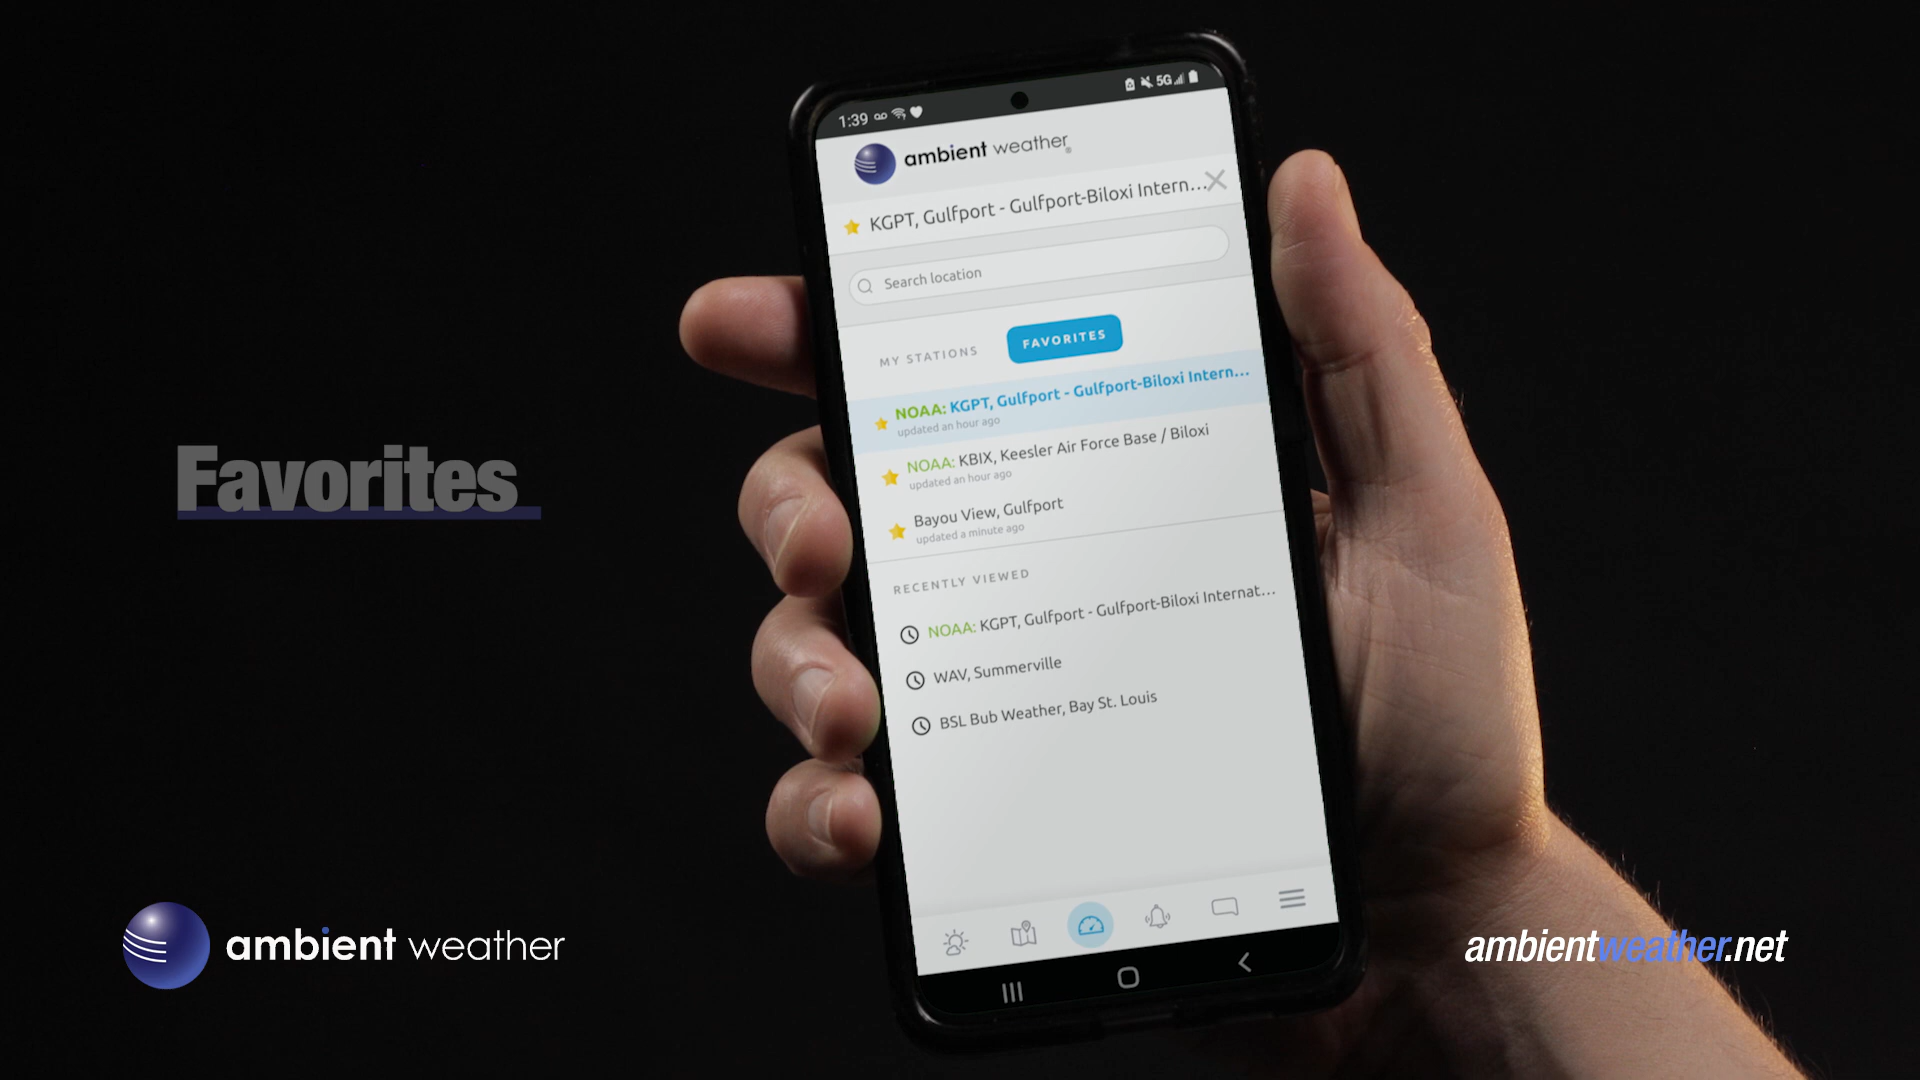 1:39
5G
ambient weather
KGPT, Gulfport - Gulfport-Biloxi Intern...
Search location
MY STATIONS
FAVORITES
NOAA: KGPT, Gulfport - Gulfport-Biloxi Intern...
updated an hour ago
NOAA: KBIX, Keesler Air Force Base / Biloxi
updated an hour ago
Bayou View, Gulfport
updated a minute ago
RECENTLY VIEWED
NOAA: KGPT, Gulfport - Gulfport-Biloxi Internat...
WAV, Summerville
BSL Bub Weather, Bay St. Louis
Favorites
ambient weather
ambientweather.net